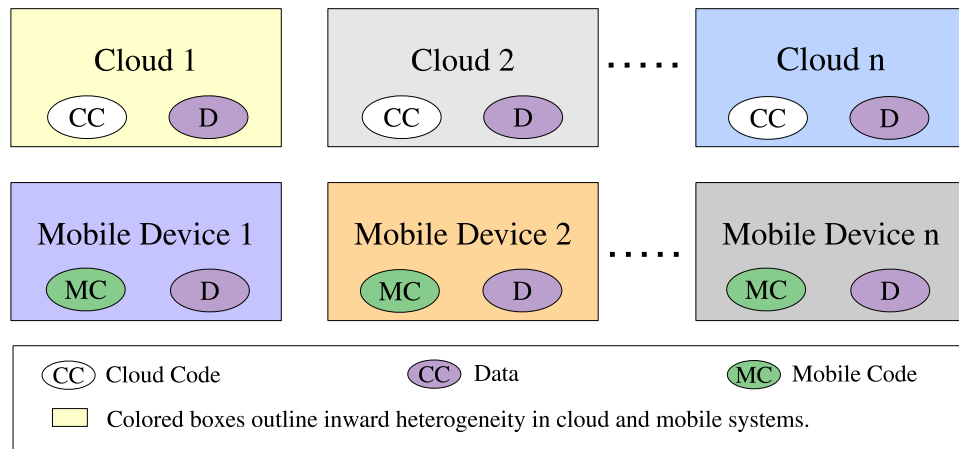 Cloud 1
Cloud 2
.....
Cloud n
CC D
CC D
CC D
Mobile Device 1
Mobile Device 2
.....
Mobile Device n
MC D
MC D
MC D
CC Cloud Code
CC Data
MC Mobile Code
Colored boxes outline inward heterogeneity in cloud and mobile systems.